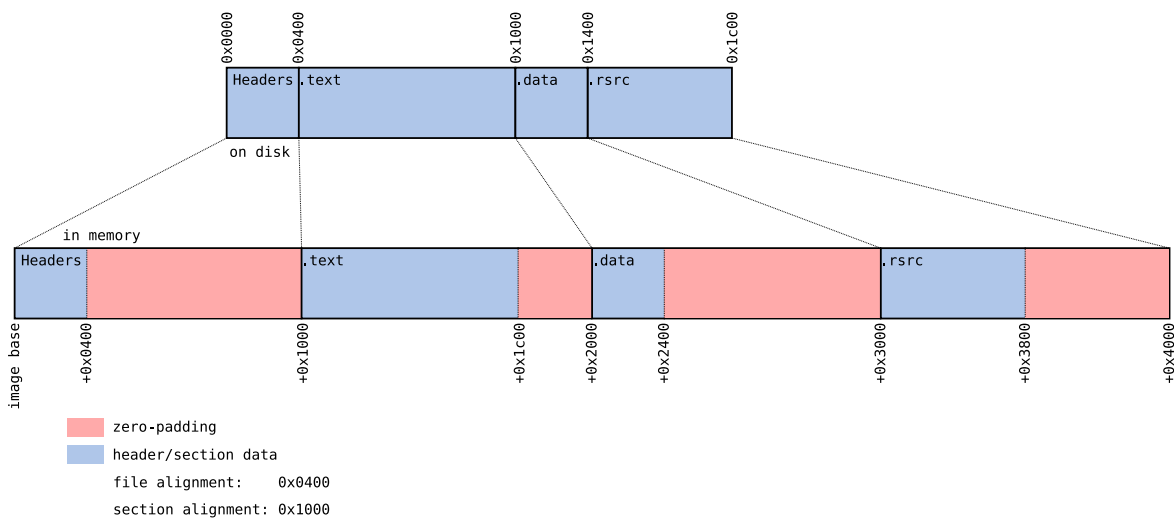 0x0000
0x0400
0x1000
0x1400
0x1c00
Headers
.text
.data
.rsrc
on disk
in memory
Headers
.text
.data
.rsrc
image base
+0x0400
+0x1000
+0x1c00
+0x2000
+0x2400
+0x3000
+0x3800
+0x4000
zero-padding
header/section data
file alignment: 0x0400
section alignment: 0x1000